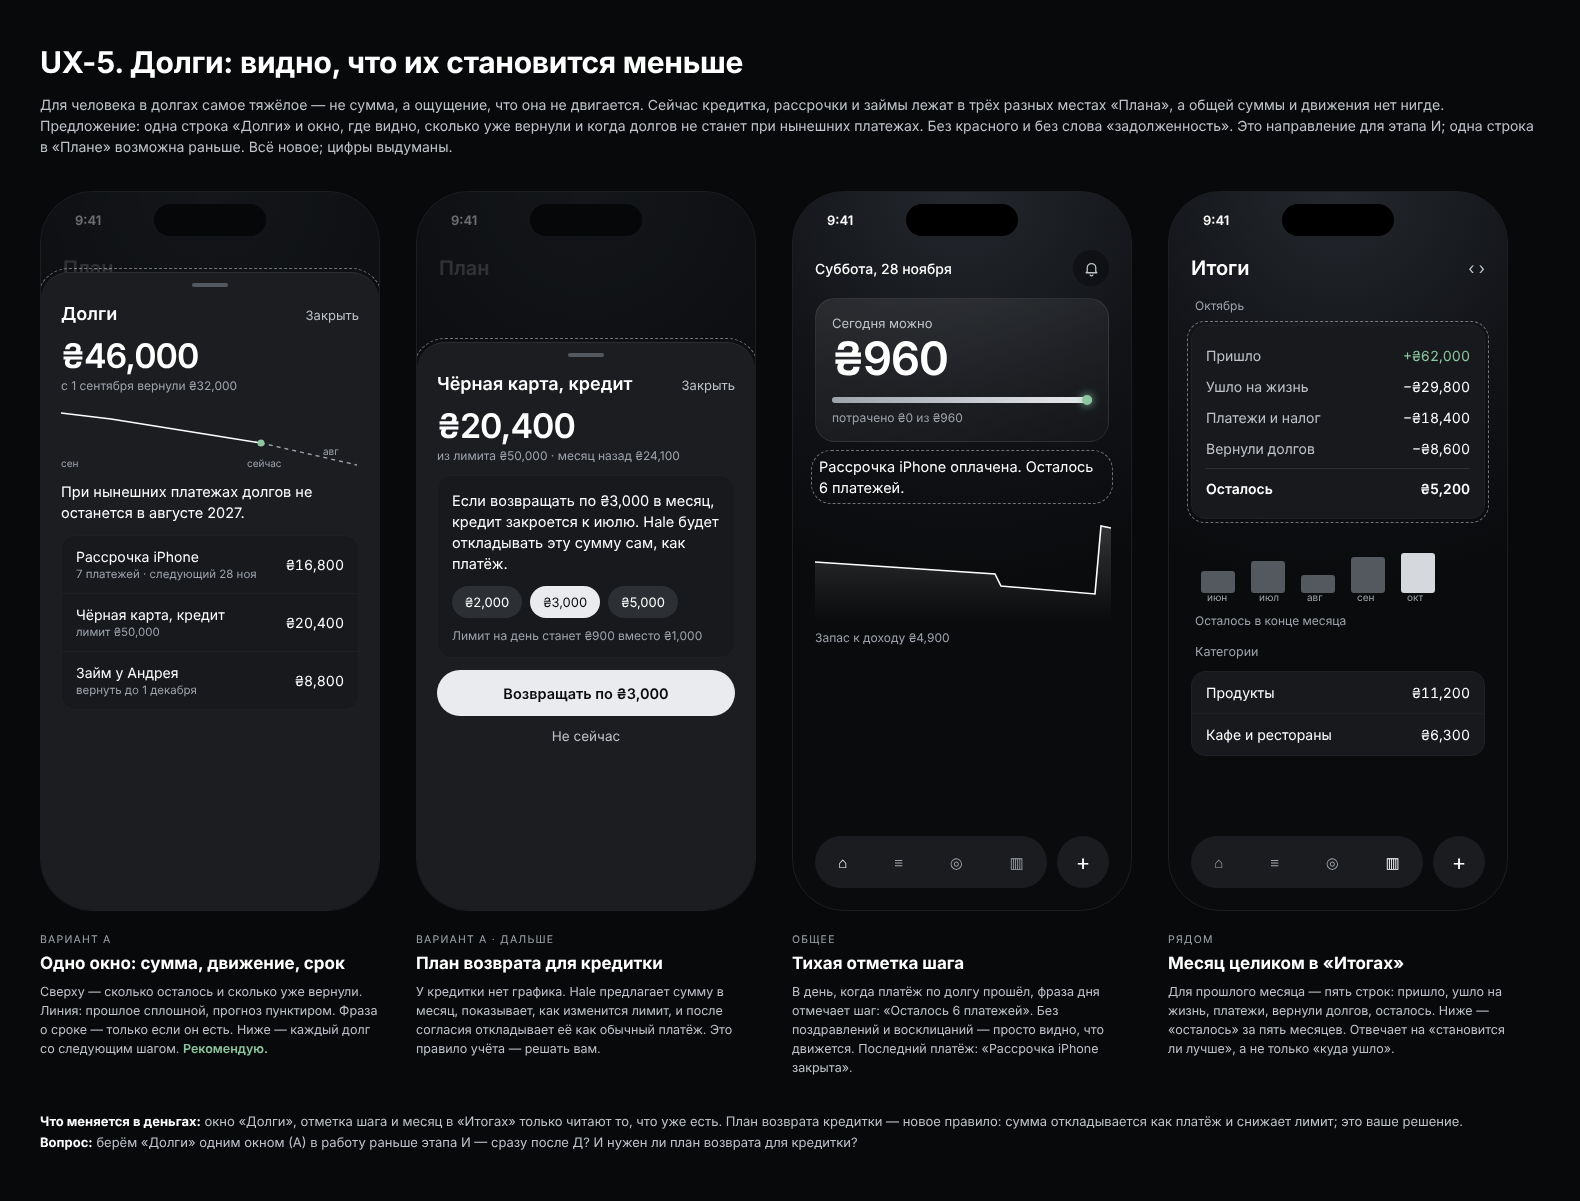 UX-5. Долги: видно, что их становится меньше
Для человека в долгах самое тяжёлое — не сумма, а ощущение, что она не двигается. Сейчас кредитка, рассрочки и займы лежат в трёх разных местах «Плана», а общей суммы и движения нет нигде.
Предложение: одна строка «Долги» и окно, где видно, сколько уже вернули и когда долгов не станет при нынешних платежах. Без красного и без слова «задолженность». Это направление для этапа И; одна строка
в «Плане» возможна раньше. Всё новое; цифры выдуманы.
9:41
План
Долги
Закрыть
₴46,000
с 1 сентября вернули ₴32,000
авг
сен
сейчас
При нынешних платежах долгов не
останется в августе 2027.
Рассрочка iPhone
₴16,800
7 платежей · следующий 28 ноя
Чёрная карта, кредит
₴20,400
лимит ₴50,000
Займ у Андрея
₴8,800
вернуть до 1 декабря
9:41
План
Чёрная карта, кредит
Закрыть
₴20,400
из лимита ₴50,000 · месяц назад ₴24,100
Если возвращать по ₴3,000 в месяц,
кредит закроется к июлю. Hale будет
откладывать эту сумму сам, как
платёж.
₴2,000
₴3,000
₴5,000
Лимит на день станет ₴900 вместо ₴1,000
Возвращать по ₴3,000
Не сейчас
9:41
Суббота, 28 ноября
Сегодня можно
₴960
потрачено ₴0 из ₴960
Рассрочка iPhone оплачена. Осталось
6 платежей.
Запас к доходу ₴4,900
+
9:41
Итоги
‹ ›
Октябрь
Пришло
+₴62,000
Ушло на жизнь
−₴29,800
Платежи и налог
−₴18,400
Вернули долгов
−₴8,600
Осталось
₴5,200
июн
июл
авг
сен
окт
Осталось в конце месяца
Категории
Продукты
₴11,200
Кафе и рестораны
₴6,300
+
ВАРИАНТ А
Одно окно: сумма, движение, срок
Сверху — сколько осталось и сколько уже вернули.
Линия: прошлое сплошной, прогноз пунктиром. Фраза
о сроке — только если он есть. Ниже — каждый долг
со следующим шагом. Рекомендую.
ВАРИАНТ А · ДАЛЬШЕ
План возврата для кредитки
У кредитки нет графика. Hale предлагает сумму в
месяц, показывает, как изменится лимит, и после
согласия откладывает её как обычный платёж. Это
правило учёта — решать вам.
ОБЩЕЕ
Тихая отметка шага
В день, когда платёж по долгу прошёл, фраза дня
отмечает шаг: «Осталось 6 платежей». Без
поздравлений и восклицаний — просто видно, что
движется. Последний платёж: «Рассрочка iPhone
закрыта».
РЯДОМ
Месяц целиком в «Итогах»
Для прошлого месяца — пять строк: пришло, ушло на
жизнь, платежи, вернули долгов, осталось. Ниже —
«осталось» за пять месяцев. Отвечает на «становится
ли лучше», а не только «куда ушло».
Что меняется в деньгах: окно «Долги», отметка шага и месяц в «Итогах» только читают то, что уже есть. План возврата кредитки — новое правило: сумма откладывается как платёж и снижает лимит; это ваше решение.
Вопрос: берём «Долги» одним окном (А) в работу раньше этапа И — сразу после Д? И нужен ли план возврата для кредитки?